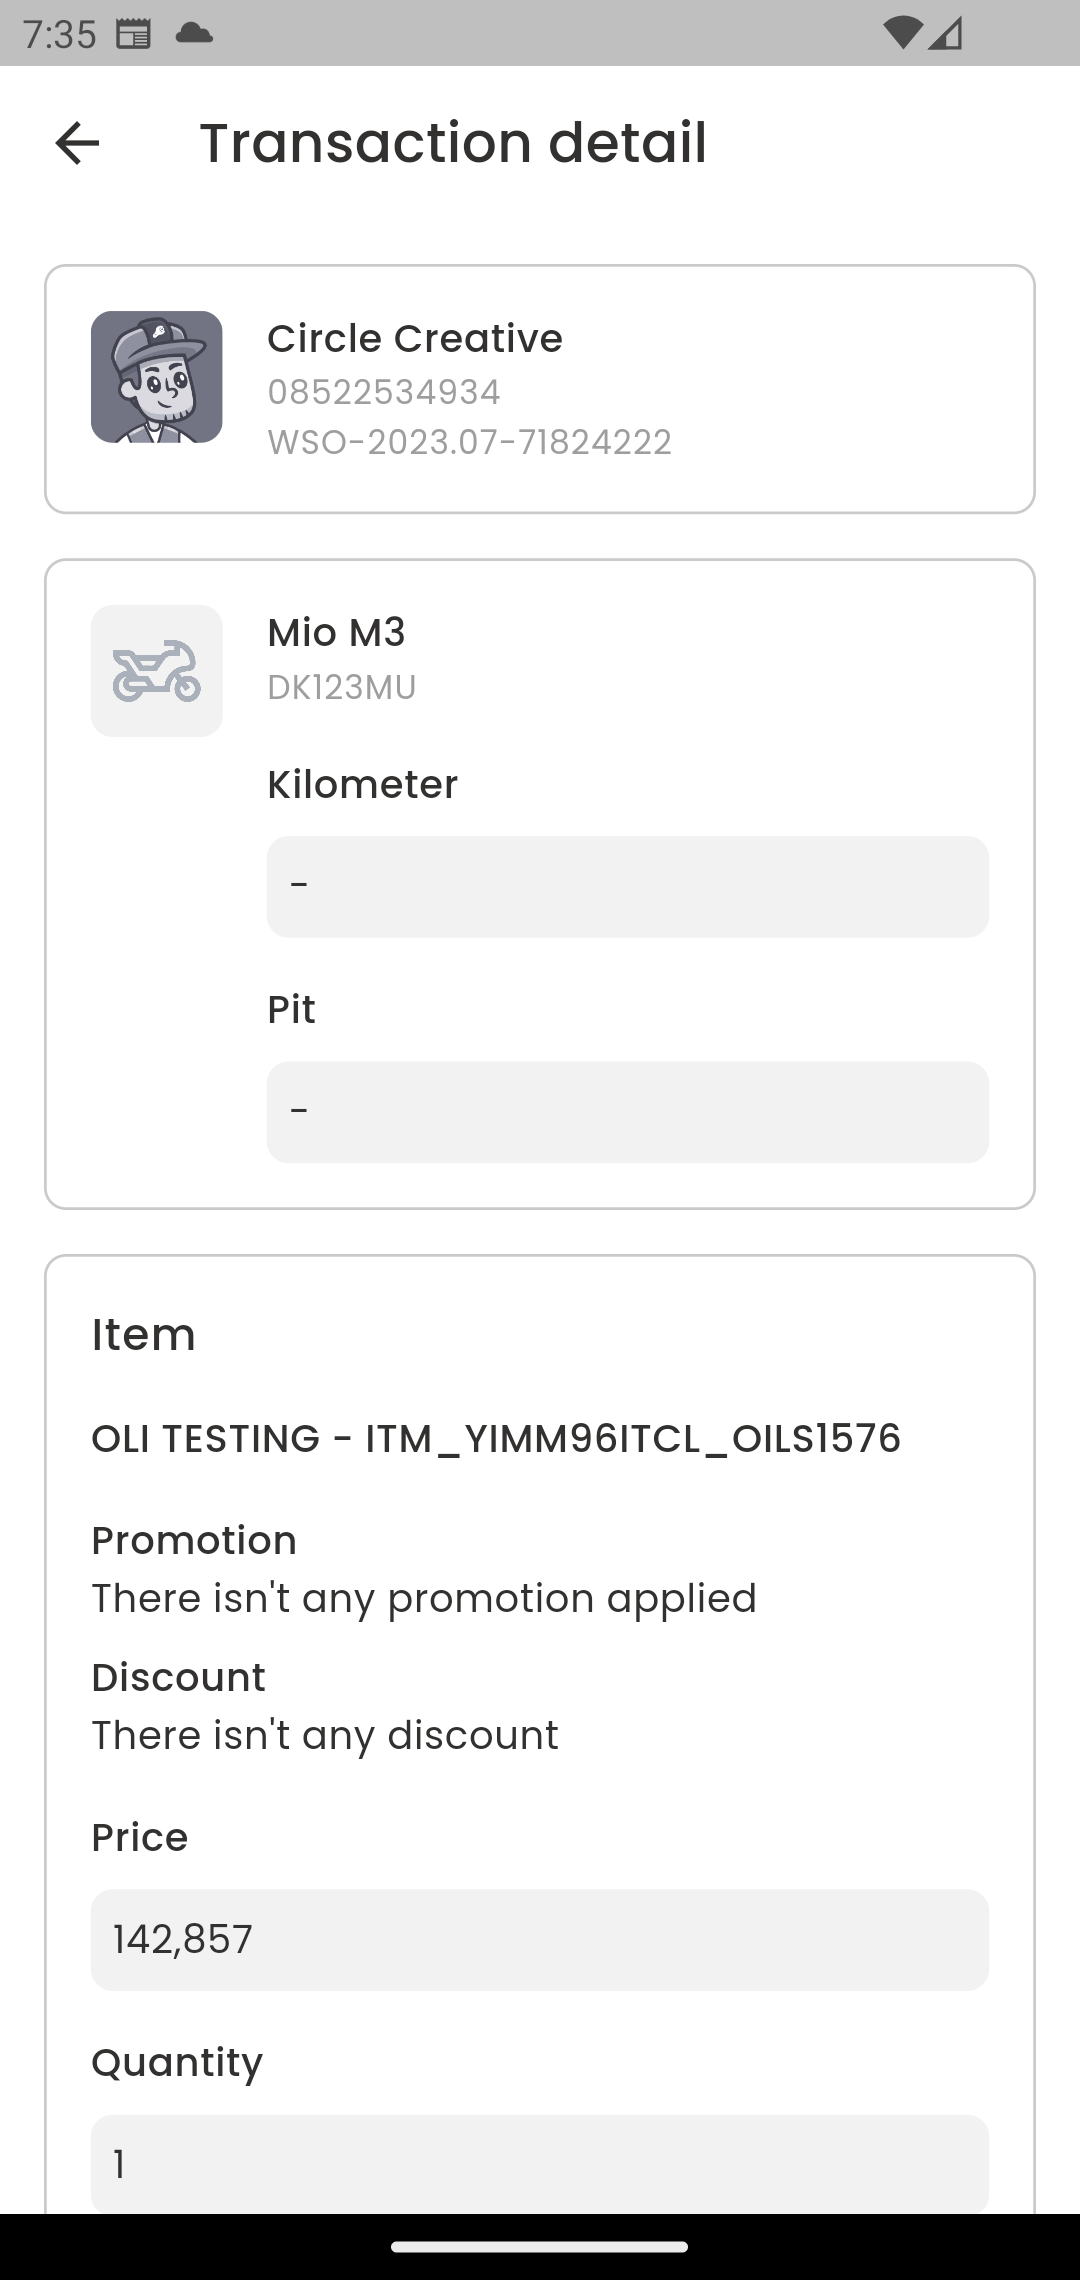 7:35
Transaction detail
Circle Creative
08522534934
WSO-2023.07-71824222
Mio M3
DK123MU
Kilometer
-
Pit
-
Item
OLI TESTING - ITM_YIMM96ITCL_OILS1576
Promotion
There isn't any promotion applied
Discount
There isn't any discount
Price
142,857
Quantity
1